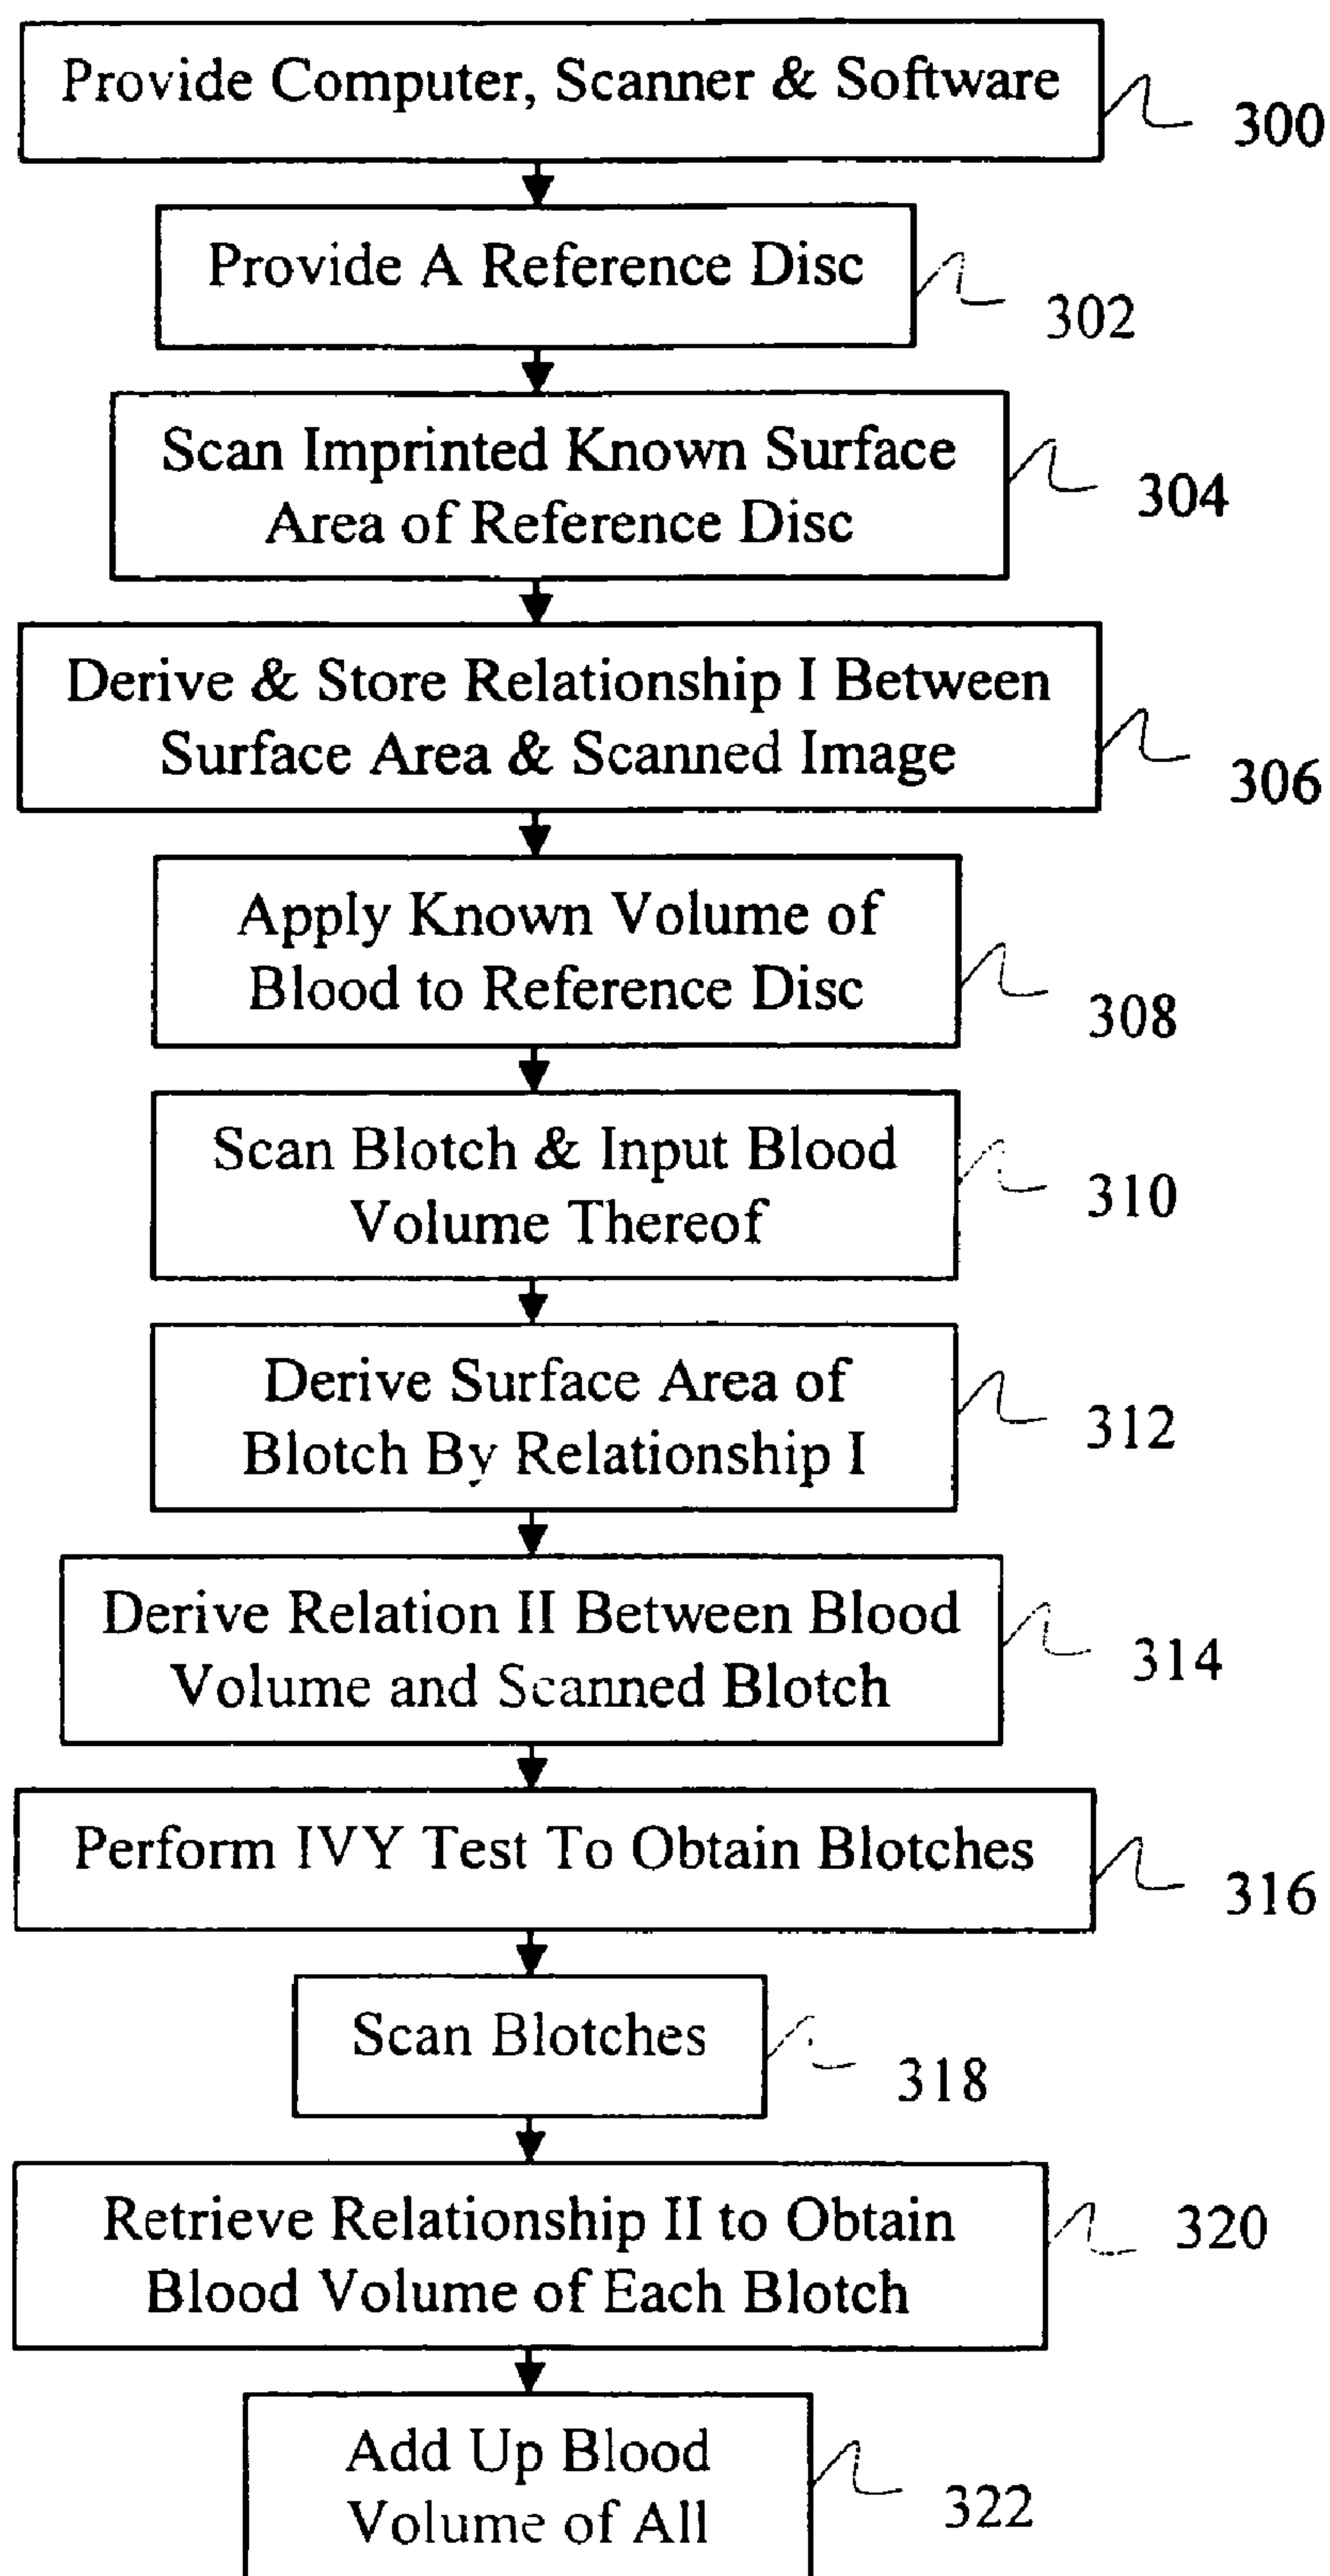 Provide Computer, Scanner & Software
300
Provide A Reference Disc
302
Scan Imprinted Known Surface
Area of Reference Disc
304
Derive & Store Relationship I Between
Surface Area & Scanned Image
306
Apply Known Volume of
Blood to Reference Disc
308
Scan Blotch & Input Blood
Volume Thereof
310
Derive Surface Area of
Blotch By Relationship I
312
Derive Relation II Between Blood
Volume and Scanned Blotch
314
Perform IVY Test To Obtain Blotches
316
Scan Blotches
318
Retrieve Relationship II to Obtain
Blood Volume of Each Blotch
320
Add Up Blood
Volume of All
322